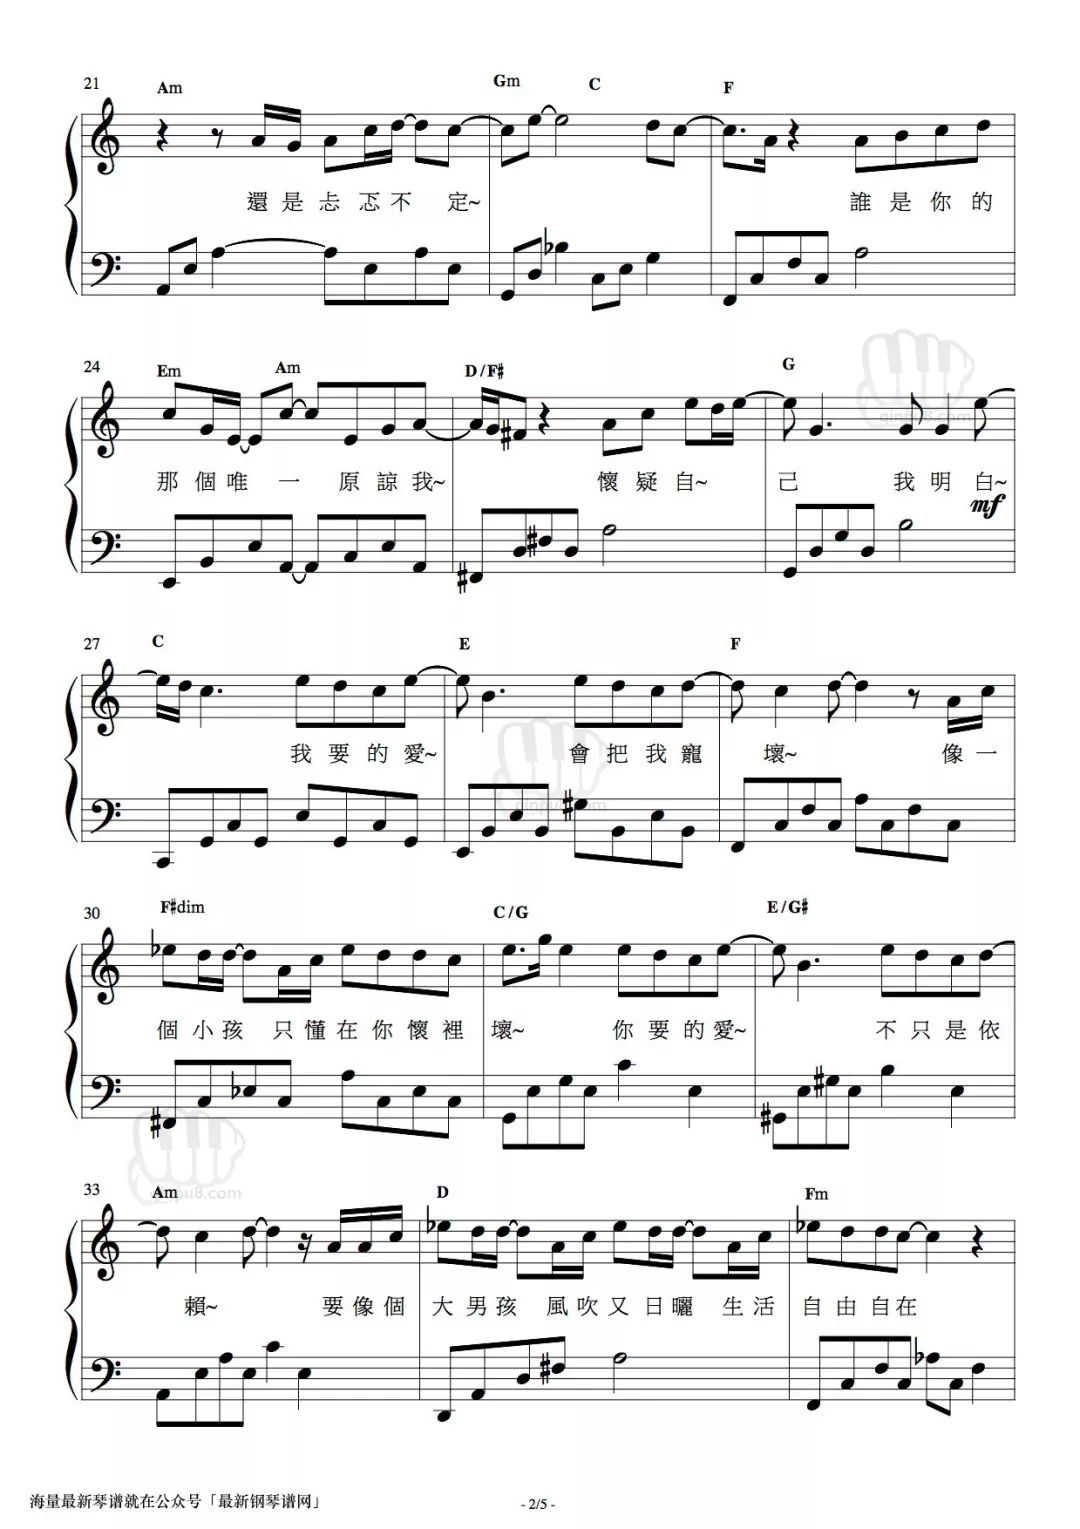 21 Am Gm C F
還是忐忑不定~ 誰是你的
24 Em Am D/F♯ G
那個唯一原諒我~ 懷疑自~己 我明白~
mf
27 C E F
我要的愛~ 會把我寵壞~ 像一
30 F♯dim C/G E/G♯
個小孩只懂在你懷裡壞~ 你要的愛~ 不只是依
33 Am D Fm
賴~ 要像個大男孩風吹又日曬生活自由自在
海量最新琴谱就在公众号「最新钢琴谱网」
- 2/5 -
ginpu8.com
ginpu8.com
ginpu8.com